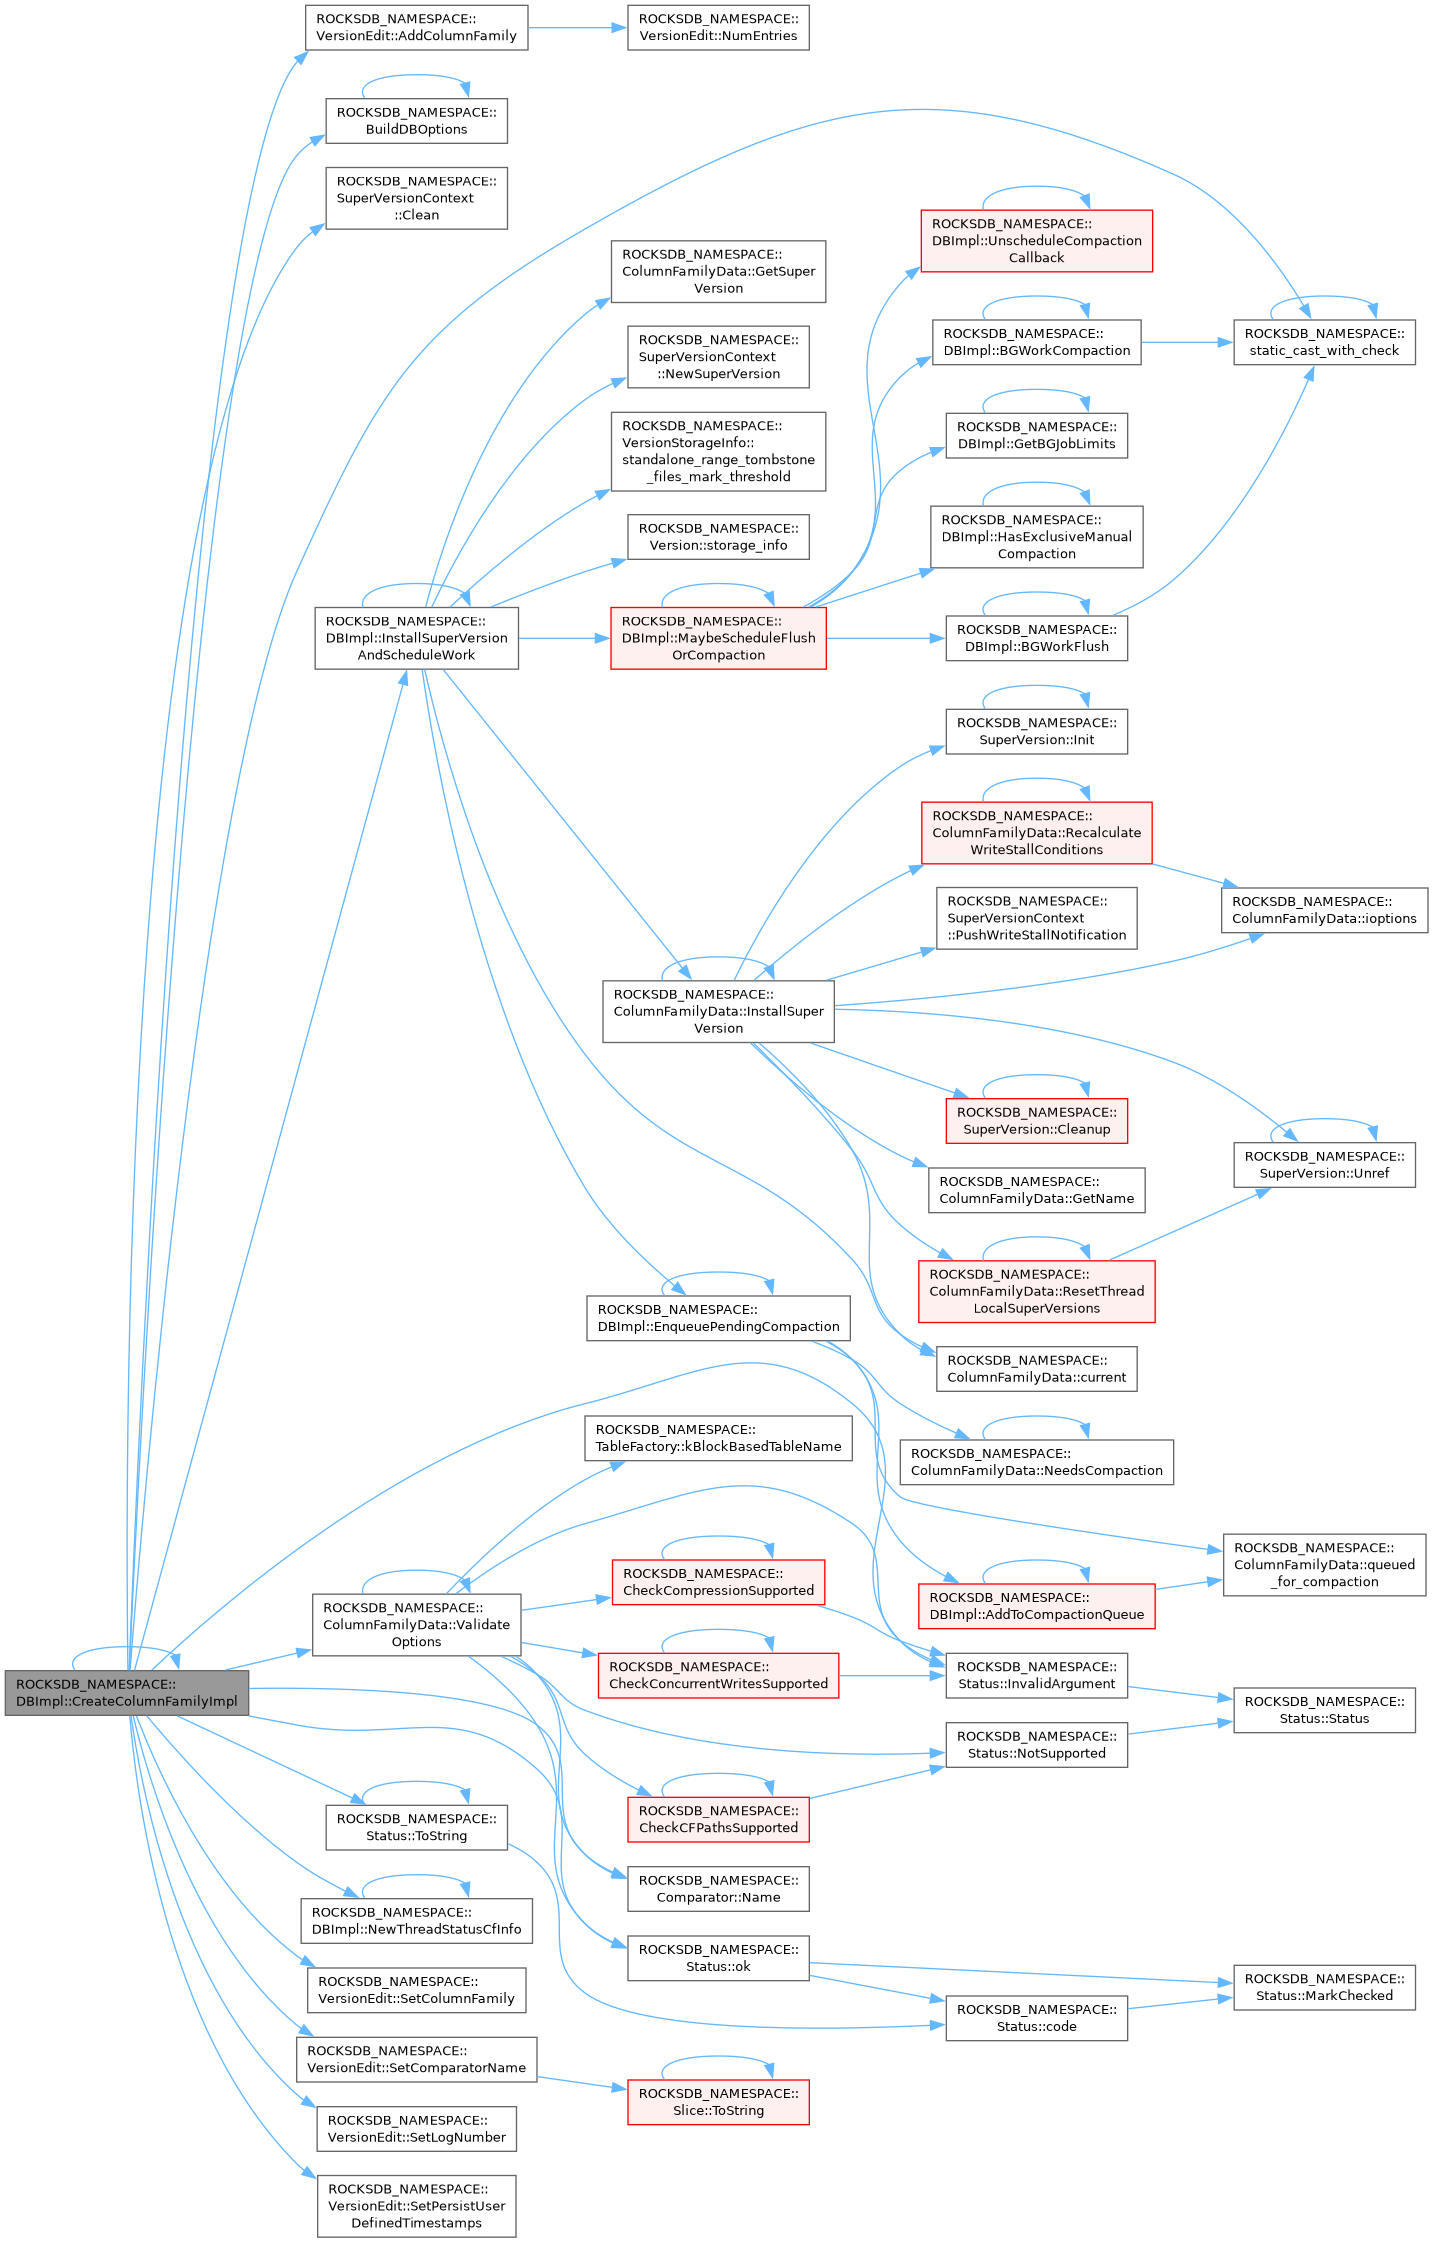 ROCKSDB_NAMESPACE::
VersionEdit::AddColumnFamily
ROCKSDB_NAMESPACE::
VersionEdit::NumEntries
ROCKSDB_NAMESPACE::
BuildDBOptions
ROCKSDB_NAMESPACE::
SuperVersionContext
::Clean
ROCKSDB_NAMESPACE::
DBImpl::UnscheduleCompaction
Callback
ROCKSDB_NAMESPACE::
ColumnFamilyData::GetSuper
Version
ROCKSDB_NAMESPACE::
SuperVersionContext
::NewSuperVersion
ROCKSDB_NAMESPACE::
DBImpl::BGWorkCompaction
ROCKSDB_NAMESPACE::
static_cast_with_check
ROCKSDB_NAMESPACE::
VersionStorageInfo::
standalone_range_tombstone
_files_mark_threshold
ROCKSDB_NAMESPACE::
DBImpl::GetBGJobLimits
ROCKSDB_NAMESPACE::
Version::storage_info
ROCKSDB_NAMESPACE::
DBImpl::HasExclusiveManual
Compaction
ROCKSDB_NAMESPACE::
DBImpl::InstallSuperVersion
AndScheduleWork
ROCKSDB_NAMESPACE::
DBImpl::MaybeScheduleFlush
OrCompaction
ROCKSDB_NAMESPACE::
DBImpl::BGWorkFlush
ROCKSDB_NAMESPACE::
SuperVersion::Init
ROCKSDB_NAMESPACE::
ColumnFamilyData::Recalculate
WriteStallConditions
ROCKSDB_NAMESPACE::
SuperVersionContext
::PushWriteStallNotification
ROCKSDB_NAMESPACE::
ColumnFamilyData::ioptions
ROCKSDB_NAMESPACE::
ColumnFamilyData::InstallSuper
Version
ROCKSDB_NAMESPACE::
SuperVersion::Cleanup
ROCKSDB_NAMESPACE::
SuperVersion::Unref
ROCKSDB_NAMESPACE::
ColumnFamilyData::GetName
ROCKSDB_NAMESPACE::
ColumnFamilyData::ResetThread
LocalSuperVersions
ROCKSDB_NAMESPACE::
DBImpl::EnqueuePendingCompaction
ROCKSDB_NAMESPACE::
ColumnFamilyData::current
ROCKSDB_NAMESPACE::
TableFactory::kBlockBasedTableName
ROCKSDB_NAMESPACE::
ColumnFamilyData::NeedsCompaction
ROCKSDB_NAMESPACE::
ColumnFamilyData::queued
_for_compaction
ROCKSDB_NAMESPACE::
CheckCompressionSupported
ROCKSDB_NAMESPACE::
DBImpl::AddToCompactionQueue
ROCKSDB_NAMESPACE::
ColumnFamilyData::Validate
Options
ROCKSDB_NAMESPACE::
CheckConcurrentWritesSupported
ROCKSDB_NAMESPACE::
Status::InvalidArgument
ROCKSDB_NAMESPACE::
DBImpl::CreateColumnFamilyImpl
ROCKSDB_NAMESPACE::
Status::Status
ROCKSDB_NAMESPACE::
Status::NotSupported
ROCKSDB_NAMESPACE::
CheckCFPathsSupported
ROCKSDB_NAMESPACE::
Status::ToString
ROCKSDB_NAMESPACE::
Comparator::Name
ROCKSDB_NAMESPACE::
DBImpl::NewThreadStatusCfInfo
ROCKSDB_NAMESPACE::
Status::ok
ROCKSDB_NAMESPACE::
VersionEdit::SetColumnFamily
ROCKSDB_NAMESPACE::
Status::MarkChecked
ROCKSDB_NAMESPACE::
Status::code
ROCKSDB_NAMESPACE::
VersionEdit::SetComparatorName
ROCKSDB_NAMESPACE::
Slice::ToString
ROCKSDB_NAMESPACE::
VersionEdit::SetLogNumber
ROCKSDB_NAMESPACE::
VersionEdit::SetPersistUser
DefinedTimestamps